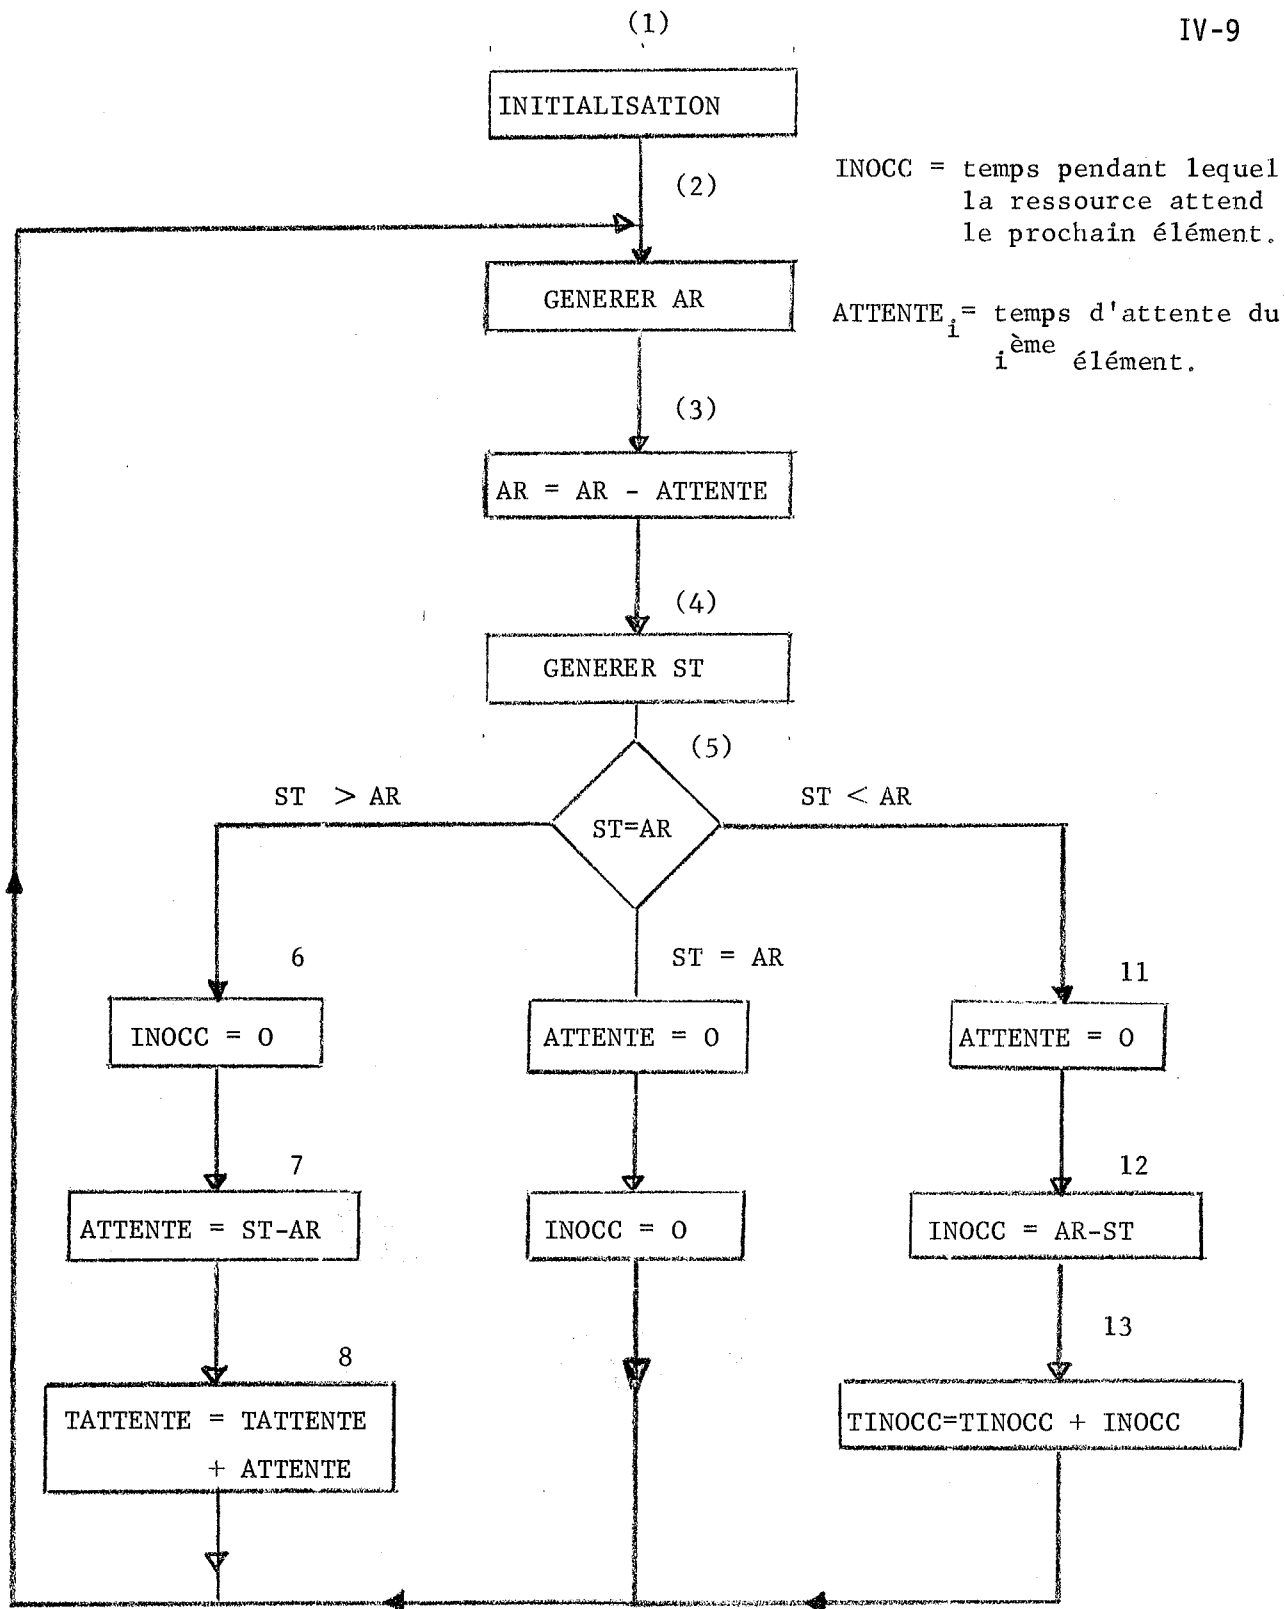 (1)
IV-9
INITIALISATION
(2)
INOCC = temps pendant lequel
la ressource attend
le prochain élément.
GENERER AR
ATTENTEi = temps d'attente du
ième élément.
(3)
AR = AR - ATTENTE
(4)
GENERER ST
(5)
ST > AR
ST < AR
ST=AR
6
ST = AR
11
INOCC = 0
ATTENTE = 0
ATTENTE = 0
7
12
ATTENTE = ST-AR
INOCC = 0
INOCC = AR-ST
8
13
TATTENTE = TATTENTE
+ ATTENTE
TINOCC=TINOCC + INOCC